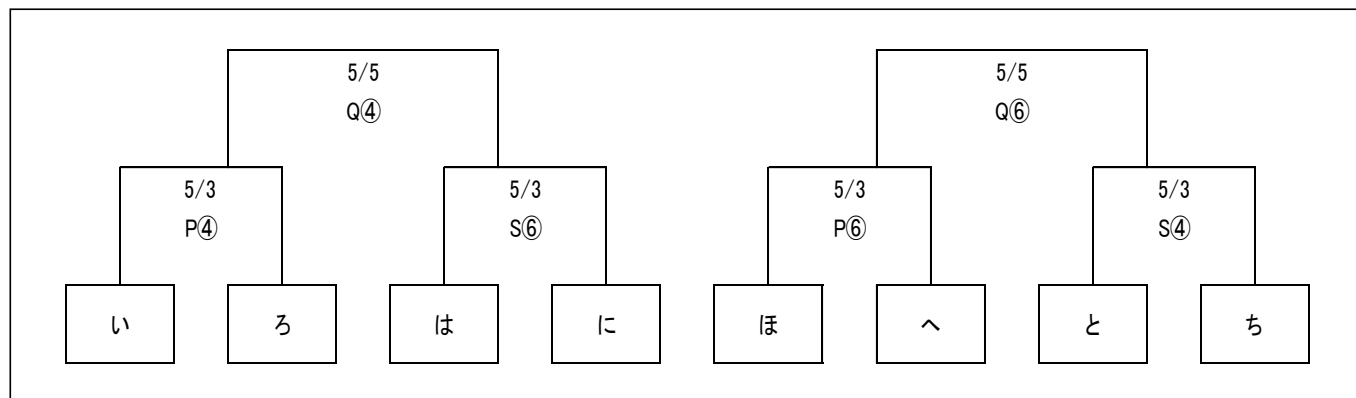 5/5 5/5
Q④ Q⑥
5/3 5/3 5/3 5/3
P④ S⑥ P⑥ S④
い ろ は に ほ へ と ち